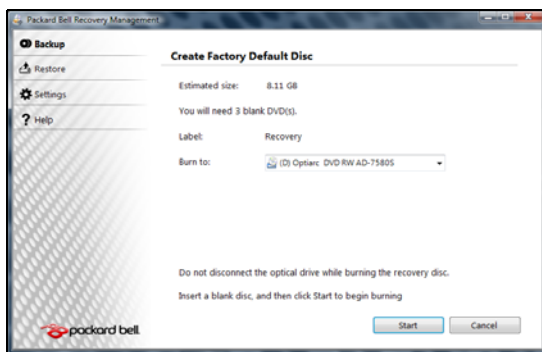 Packard Bell Recovery Management
Backup
Restore
Settings
Help
Create Factory Default Disc
Estimated size: 8.11 GB
You will need 3 blank DVD(s).
Label: Recovery
Burn to: (D) Optiarc DVD RW AD-7580S
Do not disconnect the optical drive while burning the recovery disc.
Insert a blank disc, and then click Start to begin burning
packard bell
Start Cancel